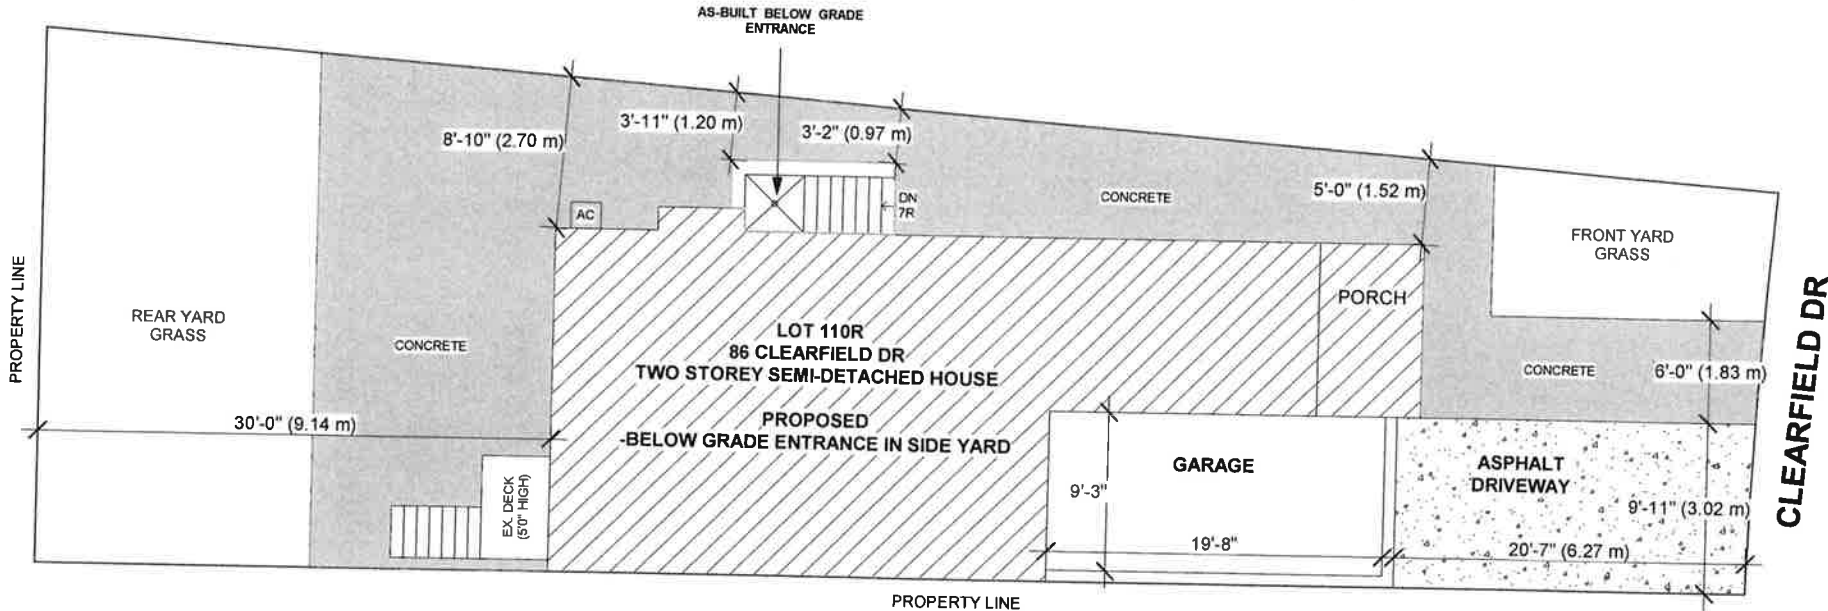 AS-BUILT BELOW GRADE
ENTRANCE
8'-10" (2.70 m)
3'-11" (1.20 m)
3'-2" (0.97 m)
5'-0" (1.52 m)
AC
DN
7R
CONCRETE
FRONT YARD
GRASS
PORCH
PROPERTY LINE
REAR YARD
GRASS
CONCRETE
LOT 110R
86 CLEARFIELD DR
TWO STOREY SEMI-DETACHED HOUSE
PROPOSED
-BELOW GRADE ENTRANCE IN SIDE YARD
CONCRETE
6'-0" (1.83 m)
CLEARFIELD DR
30'-0" (9.14 m)
EX. DECK
(5'0" HIGH)
GARAGE
9'-3"
19'-8"
ASPHALT
DRIVEWAY
9'-11" (3.02 m)
20'-7" (6.27 m)
PROPERTY LINE